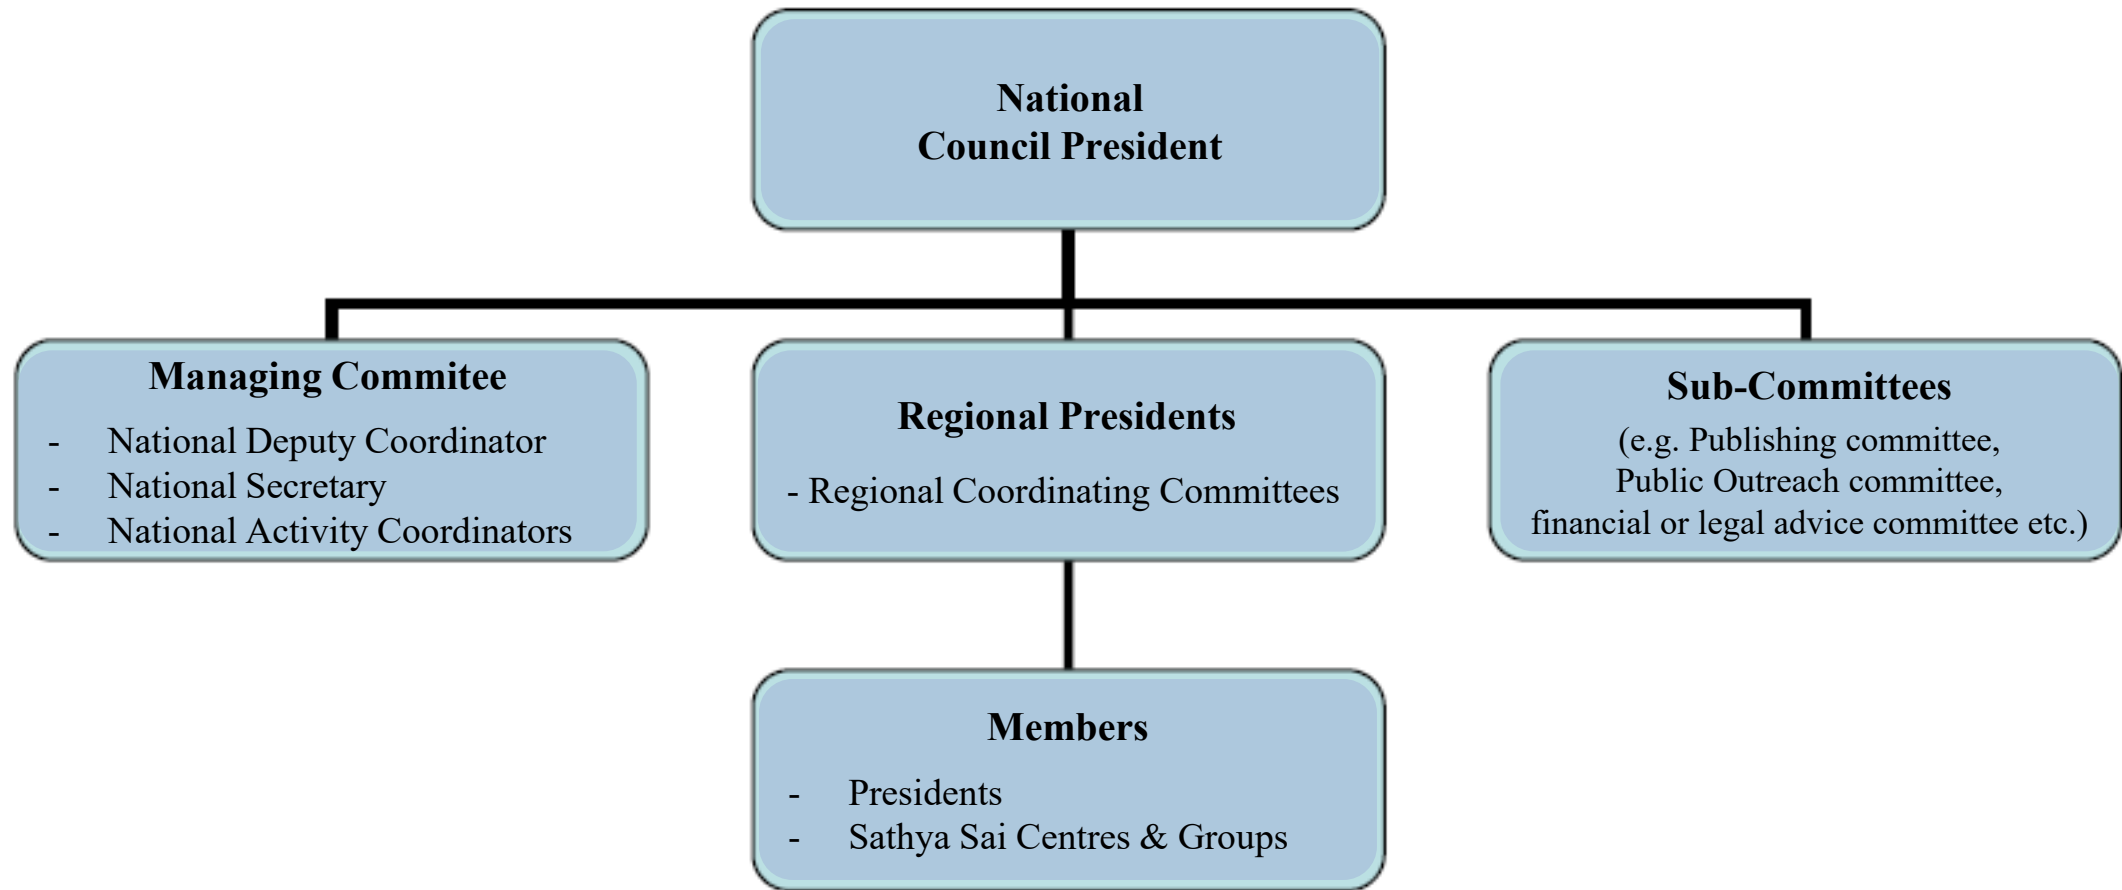 National
Council President
Managing Commitee
- National Deputy Coordinator
- National Secretary
- National Activity Coordinators
Regional Presidents
- Regional Coordinating Committees
Sub-Committees
(e.g. Publishing committee,
Public Outreach committee,
financial or legal advice committee etc.)
Members
- Presidents
- Sathya Sai Centres & Groups